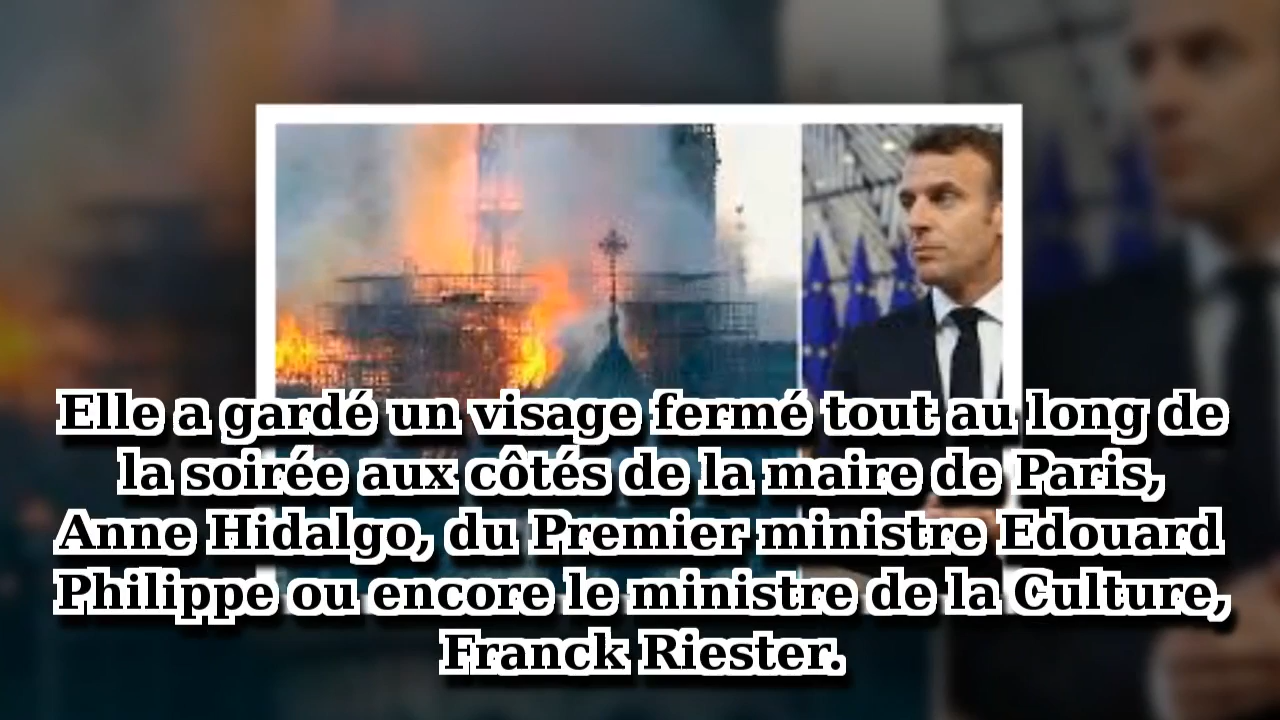 Elle a gardé un visage fermé tout au long de
la soirée aux côtés de la maire de Paris,
Anne Hidalgo, du Premier ministre Edouard
Philippe ou encore le ministre de la Culture,
Franck Riester.